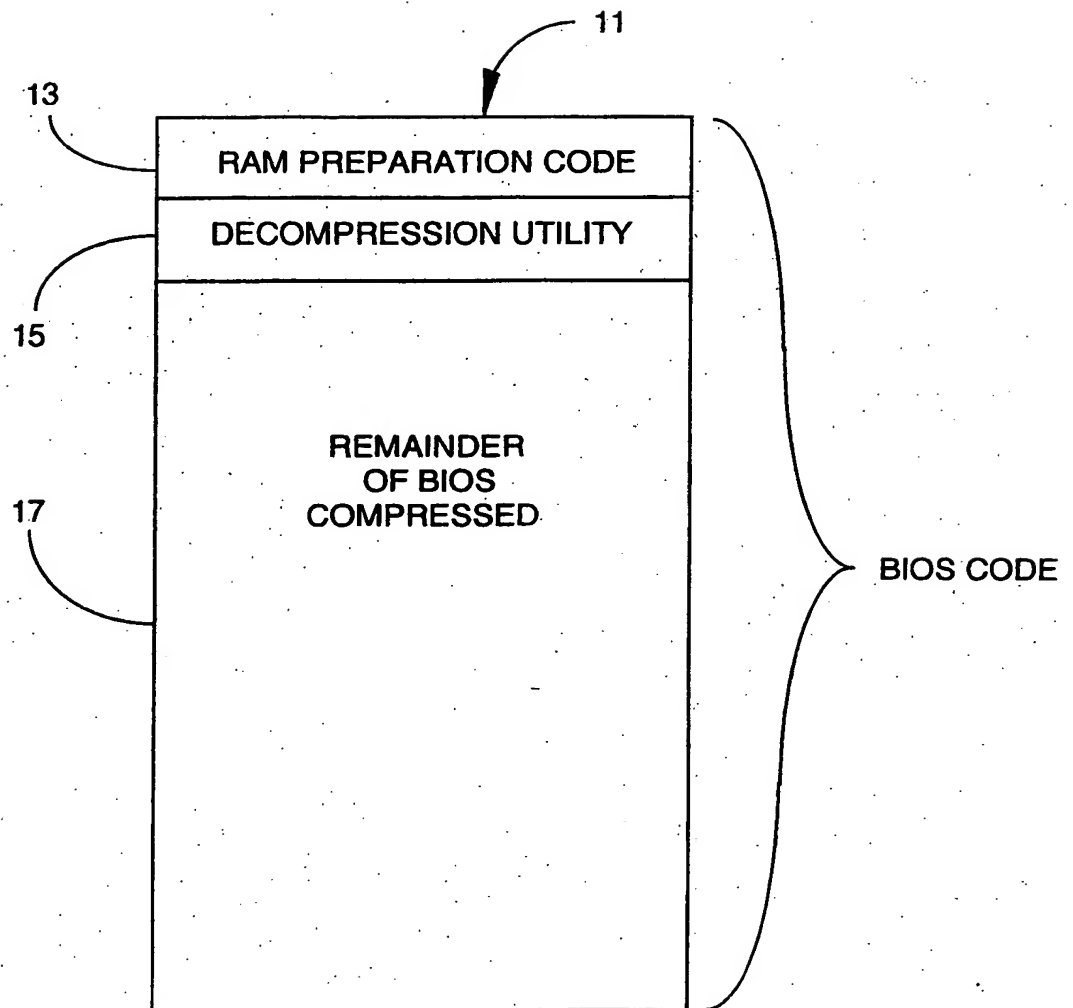 11
13
RAM PREPARATION CODE
DECOMPRESSION UTILITY
15
REMAINDER
OF BIOS
COMPRESSED
17
BIOS CODE